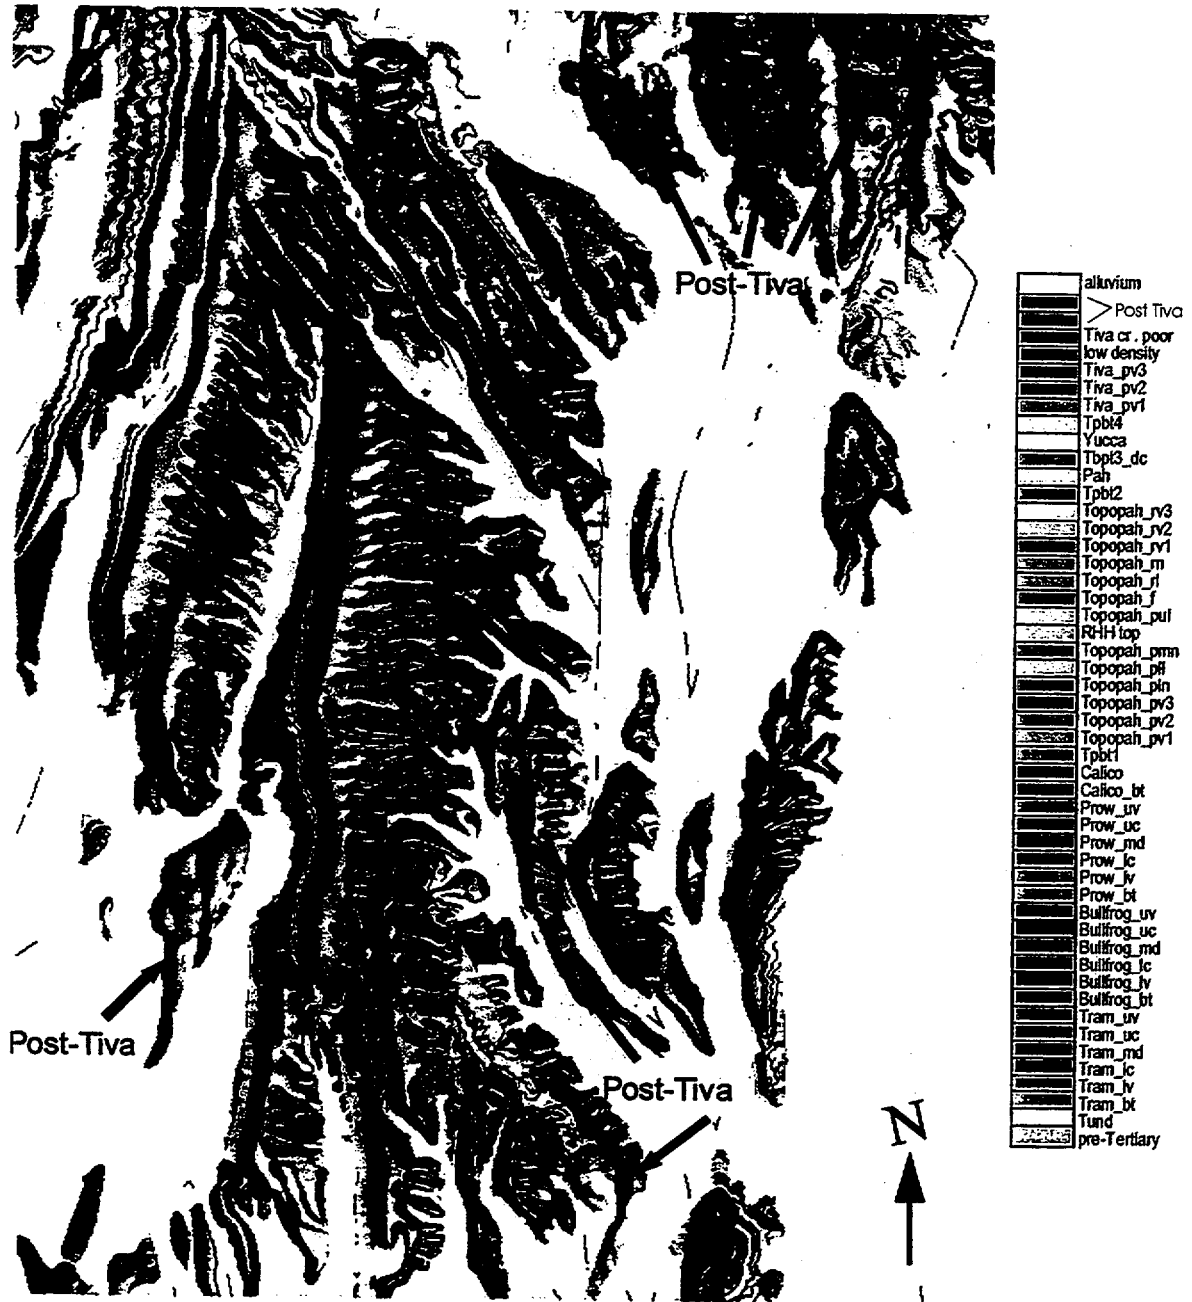 Post-Tiva
alluvium
Post Tiva
Tiva cr. poor
low density
Tiva_pv3
Tiva_pv2
Tiva_pv1
Tpbt4
Yucca
Tbpt3_dc
Pah
Tpbt2
Topopah_rv3
Topopah_rv2
Topopah_rv1
Topopah_rn
Topopah_rl
Topopah_f
Topopah_pul
RHH top
Topopah_pmn
Topopah_pll
Topopah_pln
Topopah_pv3
Topopah_pv2
Topopah_pv1
Tpbt1
Calico
Calico_bt
Prow_uv
Prow_uc
Prow_md
Prow_lc
Prow_lv
Prow_bt
Bullfrog_uv
Bullfrog_uc
Bullfrog_md
Bullfrog_lc
Bullfrog_lv
Bullfrog_bt
Tram_uv
Tram_uc
Tram_md
Tram_lc
Tram_lv
Tram_bt
Tund
pre-Tertiary
Post-Tiva
Post-Tiva
N